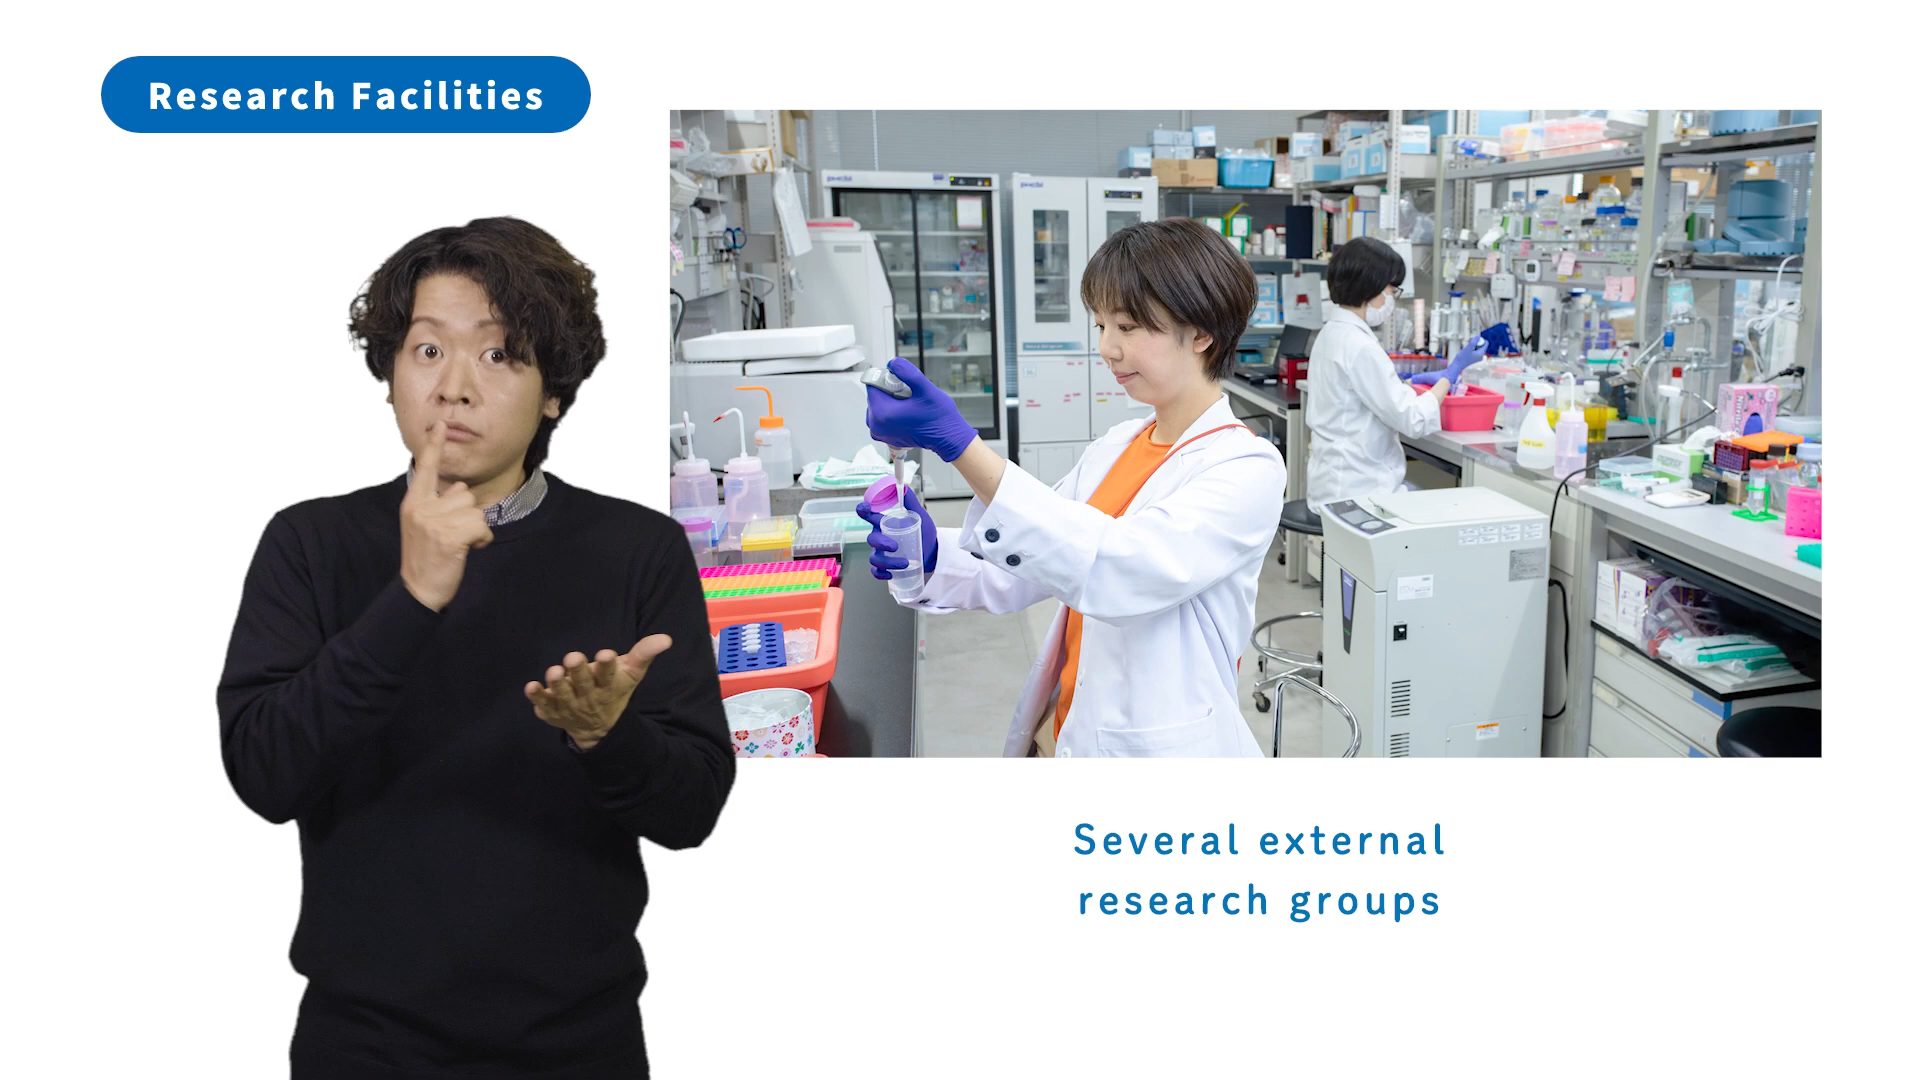 Research Facilities
Several external
research groups